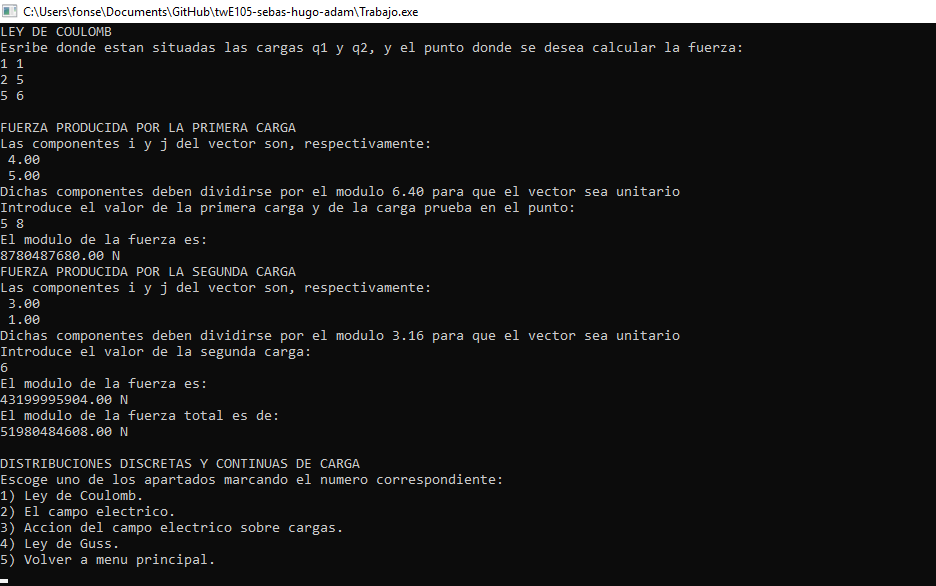 C:\Users\fonse\Documents\GitHub\twE105-sebas-hugo-adam\Trabajo.exe
LEY DE COULOMB
Esribe donde estan situadas las cargas q1 y q2, y el punto donde se desea calcular la fuerza:
1 1
2 5
5 6
FUERZA PRODUCIDA POR LA PRIMERA CARGA
Las componentes i y j del vector son, respectivamente:
4.00
5.00
Dichas componentes deben dividirse por el modulo 6.40 para que el vector sea unitario
Introduce el valor de la primera carga y de la carga prueba en el punto:
5 8
El modulo de la fuerza es:
8780487680.00 N
FUERZA PRODUCIDA POR LA SEGUNDA CARGA
Las componentes i y j del vector son, respectivamente:
3.00
1.00
Dichas componentes deben dividirse por el modulo 3.16 para que el vector sea unitario
Introduce el valor de la segunda carga:
6
El modulo de la fuerza es:
43199995904.00 N
El modulo de la fuerza total es de:
51980484608.00 N
DISTRIBUCIONES DISCRETAS Y CONTINUAS DE CARGA
Escoge uno de los apartados marcando el numero correspondiente:
1) Ley de Coulomb.
2) El campo electrico.
3) Accion del campo electrico sobre cargas.
4) Ley de Guss.
5) Volver a menu principal.